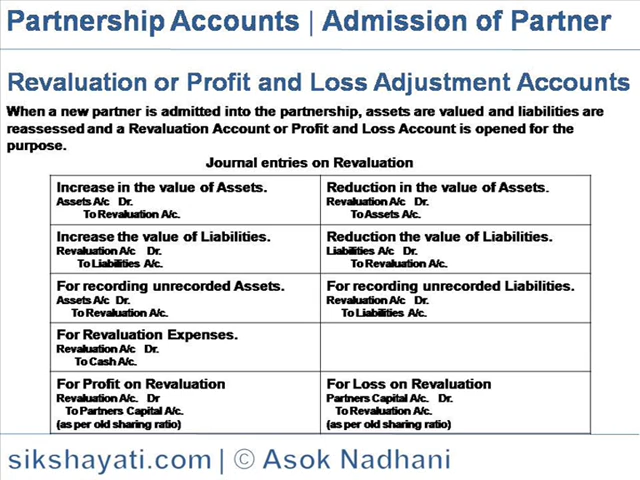 Partnership Accounts | Admission of Partner
Revaluation or Profit and Loss Adjustment Accounts
When a new partner is admitted into the partnership, assets are valued and liabilities are
reassessed and a Revaluation Account or Profit and Loss Account is opened for the
purpose.
Journal entries on Revaluation
Increase in the value of Assets.
Assets A/c Dr.
To Revaluation A/c.
Reduction in the value of Assets.
Revaluation A/c Dr.
To Assets A/c.
Increase the value of Liabilities.
Revaluation A/c Dr.
To Liabilities A/c.
Reduction the value of Liabilities.
Liabilities A/c Dr.
To Revaluation A/c.
For recording unrecorded Assets.
Assets A/c Dr.
To Revaluation A/c.
For recording unrecorded Liabilities.
Revaluation A/c Dr.
To Liabilities A/c.
For Revaluation Expenses.
Revaluation A/c Dr.
To Cash A/c.
For Profit on Revaluation
Revaluation A/c. Dr
To Partners Capital A/c.
(as per old sharing ratio)
For Loss on Revaluation
Partners Capital A/c. Dr.
To Revaluation A/c.
(as per old sharing ratio)
sikshayati.com | © Asok Nadhani